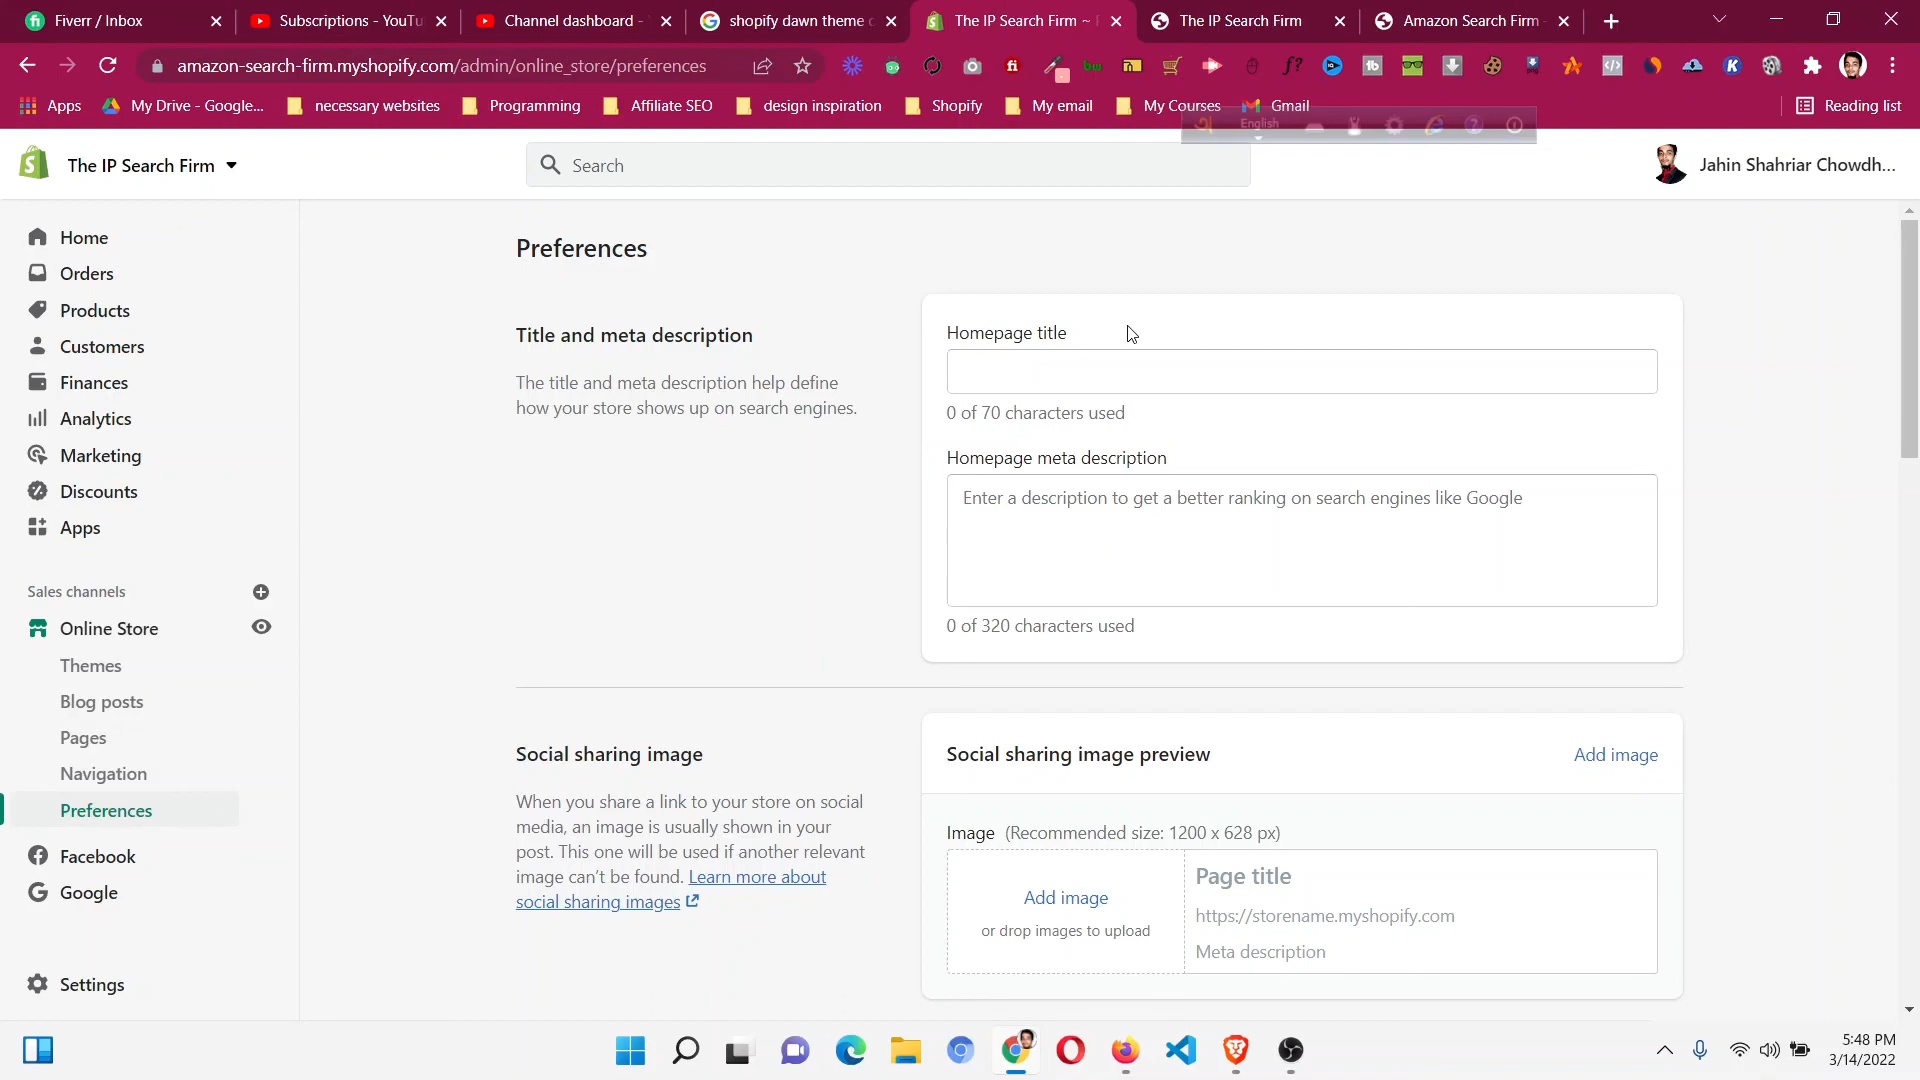 Fiverr / Inbox
Subscriptions - YouTu
Channel dashboard -
shopify dawn theme c
The IP Search Firm ~
The IP Search Firm
Amazon Search Firm -
amazon-search-firm.myshopify.com/admin/online_store/preferences
Apps
My Drive - Google...
necessary websites
Programming
Affiliate SEO
design inspiration
Shopify
My email
My Courses
Gmail
Reading list
English
The IP Search Firm
Search
Jahin Shahriar Chowdh...
Home
Orders
Products
Customers
Finances
Analytics
Marketing
Discounts
Apps
Sales channels
Online Store
Themes
Blog posts
Pages
Navigation
Preferences
Facebook
Google
Settings
Preferences
Title and meta description
The title and meta description help define
how your store shows up on search engines.
Homepage title
0 of 70 characters used
Homepage meta description
Enter a description to get a better ranking on search engines like Google
0 of 320 characters used
Social sharing image
When you share a link to your store on social
media, an image is usually shown in your
post. This one will be used if another relevant
image can't be found. Learn more about
social sharing images
Social sharing image preview
Add image
Image (Recommended size: 1200 x 628 px)
Add image
or drop images to upload
Page title
https://storename.myshopify.com
Meta description
5:48 PM
3/14/2022